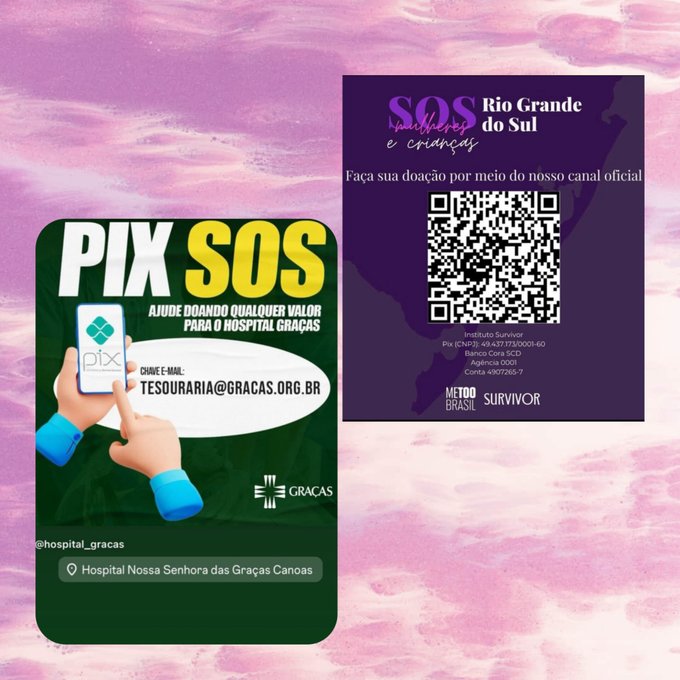 PIX SOS
AJUDE DOANDO QUALQUER VALOR
PARA O HOSPITAL GRAÇAS
pix
CHAVE E-MAIL:
TESOURARIA@GRACAS.ORG.BR
GRAÇAS
@hospital_gracas
Hospital Nossa Senhora das Graças Canoas
SOS Rio Grande
mulheres do Sul
e crianças
Faça sua doação por meio do nosso canal oficial
Instituto Survivor
Pix (CNPJ): 49.437.173/0001-60
Banco Cora SCD
Agência 0001
Conta 4907265-7
METOO
BRASIL
SURVIVOR